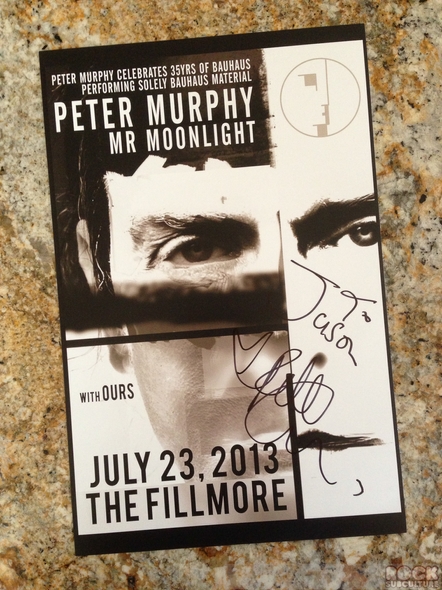 PETER MURPHY CELEBRATES 35YRS OF BAUHAUS
PERFORMING SOLELY BAUHAUS MATERIAL
PETER MURPHY
MR MOONLIGHT
To
Jason
WITH OURS
JULY 23, 2013
THE FILLMORE
ROCK
SUBCULTURE